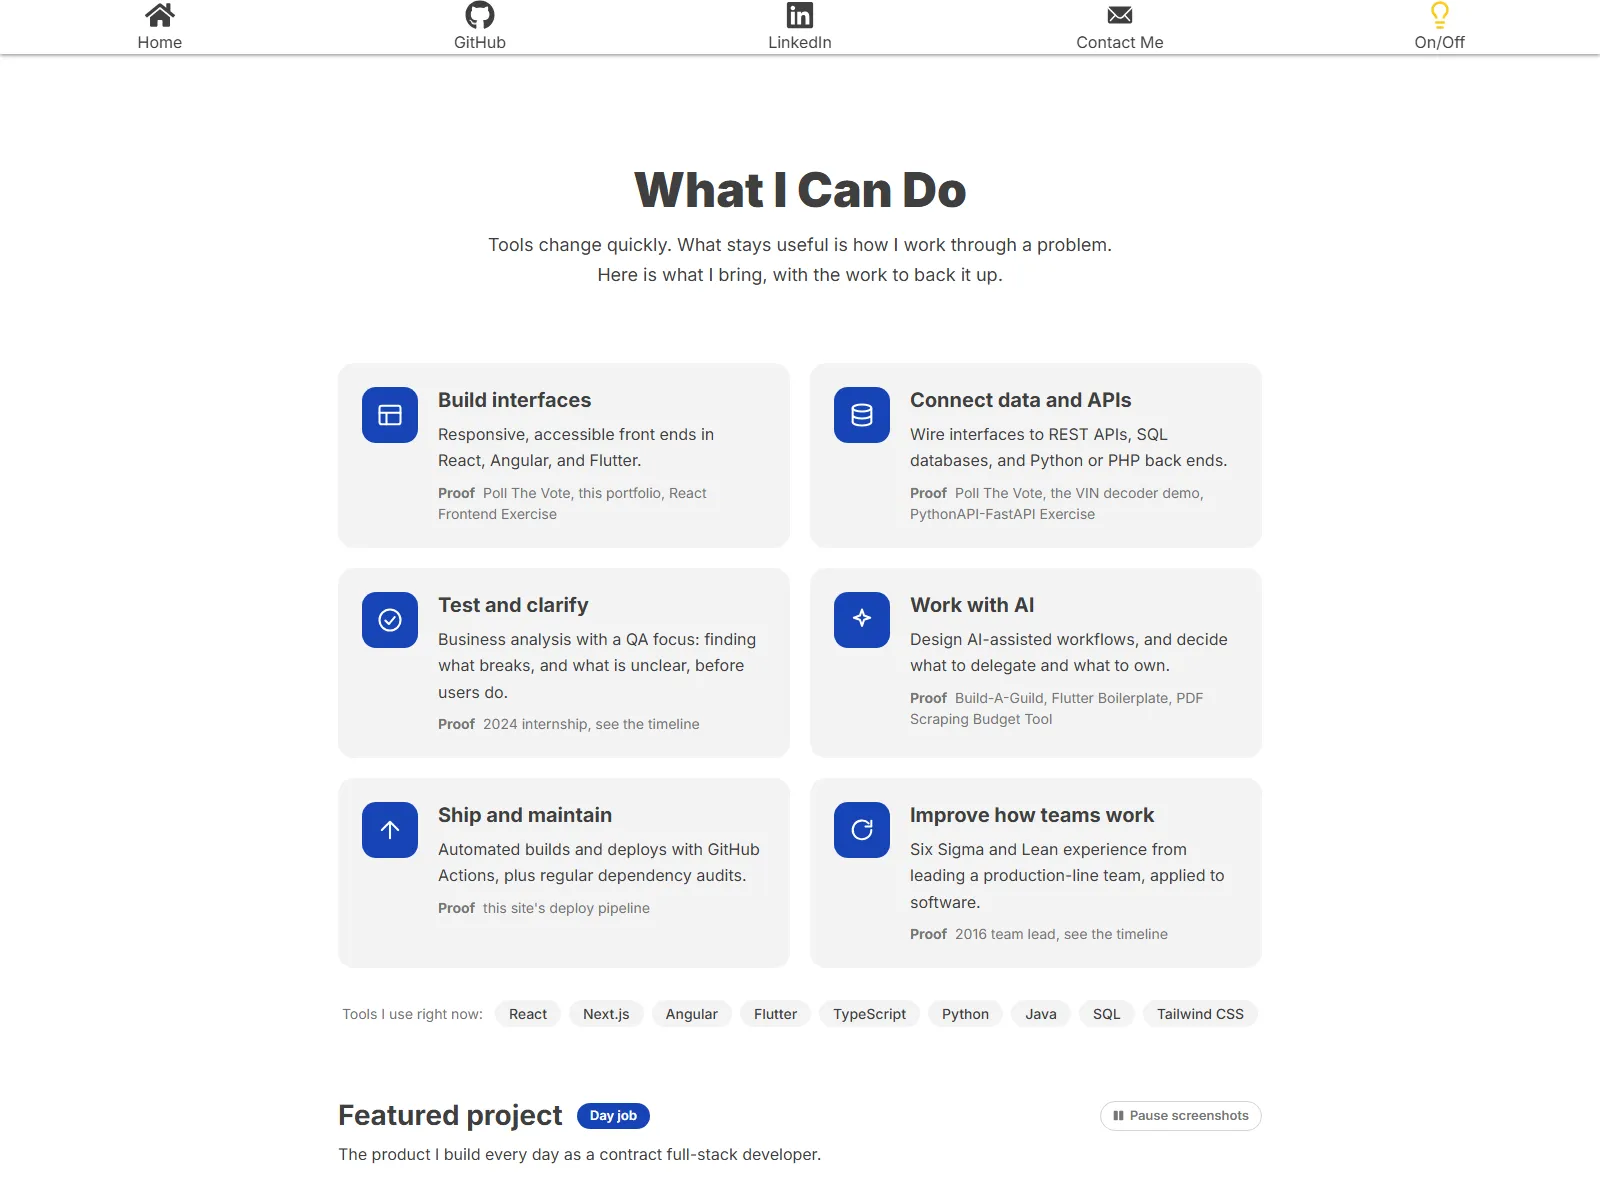 Home
GitHub
LinkedIn
Contact Me
On/Off
What I Can Do
Tools change quickly. What stays useful is how I work through a problem.
Here is what I bring, with the work to back it up.
Build interfaces
Responsive, accessible front ends in
React, Angular, and Flutter.
Proof Poll The Vote, this portfolio, React
Frontend Exercise
Connect data and APIs
Wire interfaces to REST APIs, SQL
databases, and Python or PHP back ends.
Proof Poll The Vote, the VIN decoder demo,
PythonAPI-FastAPI Exercise
Test and clarify
Business analysis with a QA focus: finding
what breaks, and what is unclear, before
users do.
Proof 2024 internship, see the timeline
Work with AI
Design AI-assisted workflows, and decide
what to delegate and what to own.
Proof Build-A-Guild, Flutter Boilerplate, PDF
Scraping Budget Tool
Ship and maintain
Automated builds and deploys with GitHub
Actions, plus regular dependency audits.
Proof this site's deploy pipeline
Improve how teams work
Six Sigma and Lean experience from
leading a production-line team, applied to
software.
Proof 2016 team lead, see the timeline
Tools I use right now: React Next.js Angular Flutter TypeScript Python Java SQL Tailwind CSS
Featured project Day job
Pause screenshots
The product I build every day as a contract full-stack developer.